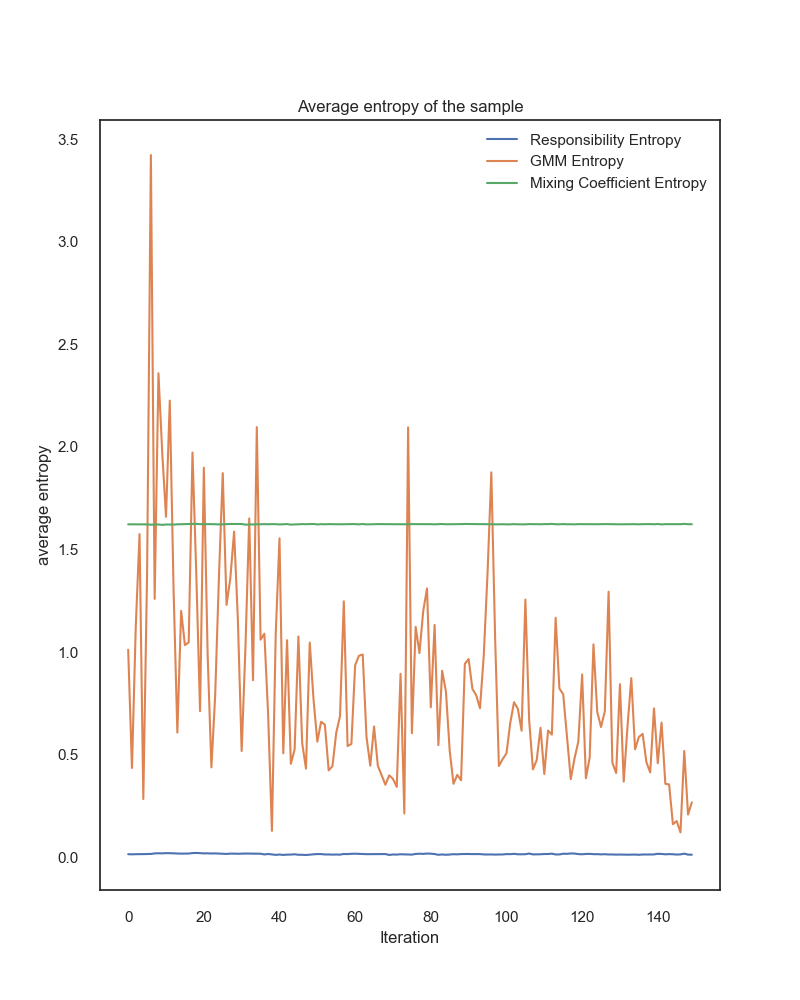 Average entropy of the sample
Responsibility Entropy
GMM Entropy
Mixing Coefficient Entropy
3.5
3.0
2.5
2.0
1.5
1.0
0.5
0.0
average entropy
0 20 40 60 80 100 120 140
Iteration